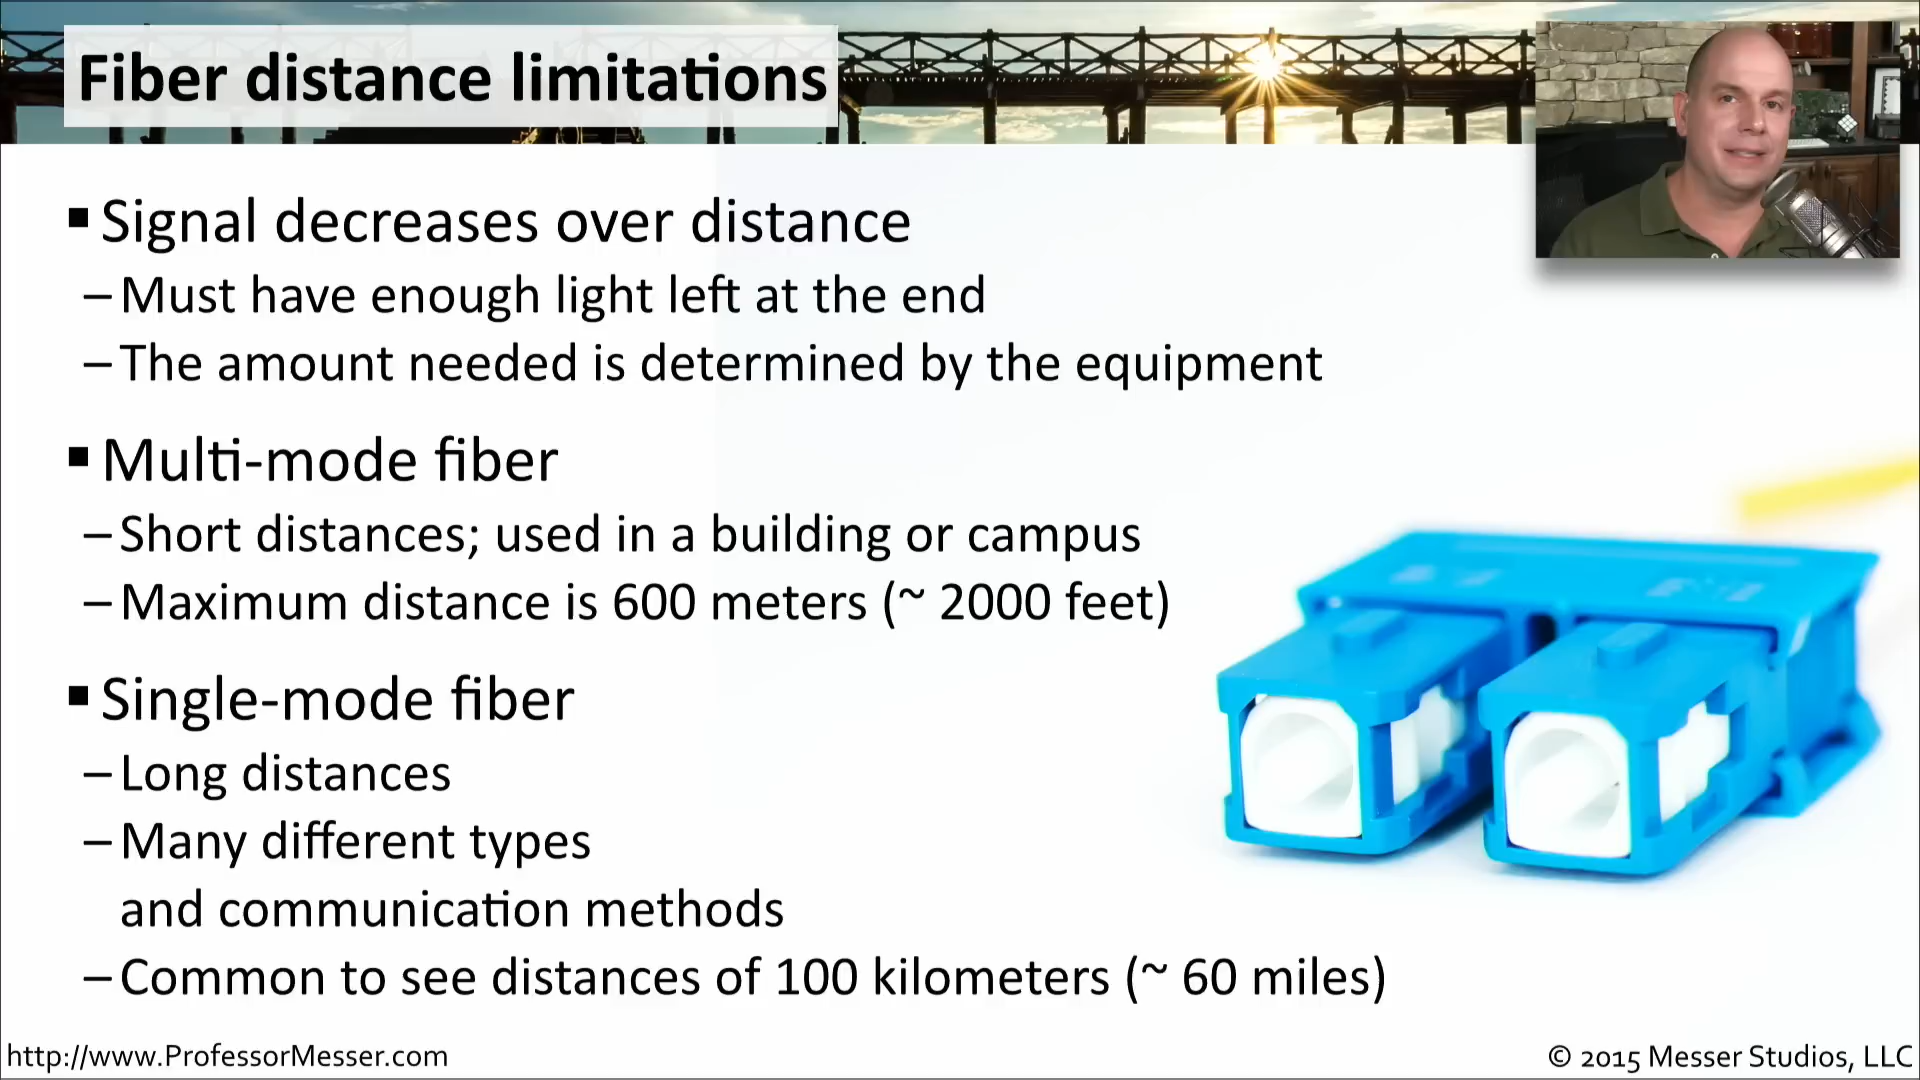 Fiber distance limitations
▪ Signal decreases over distance
– Must have enough light left at the end
– The amount needed is determined by the equipment
▪ Multi-mode fiber
– Short distances; used in a building or campus
– Maximum distance is 600 meters (~ 2000 feet)
▪ Single-mode fiber
– Long distances
– Many different types
and communication methods
– Common to see distances of 100 kilometers (~ 60 miles)
http://www.ProfessorMesser.com
© 2015 Messer Studios, LLC